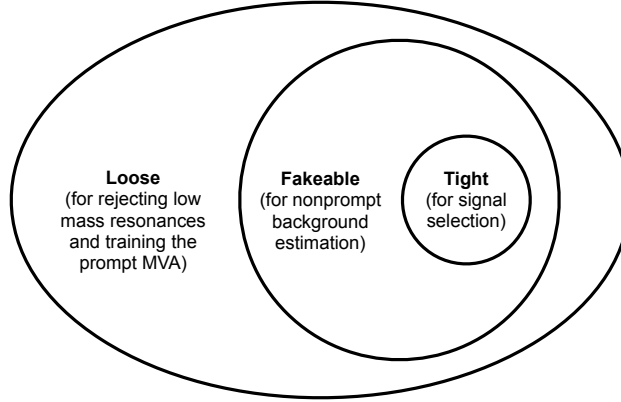 Loose
(for rejecting low
mass resonances
and training the
prompt MVA)
Fakeable
(for nonprompt
background
estimation)
Tight
(for signal
selection)